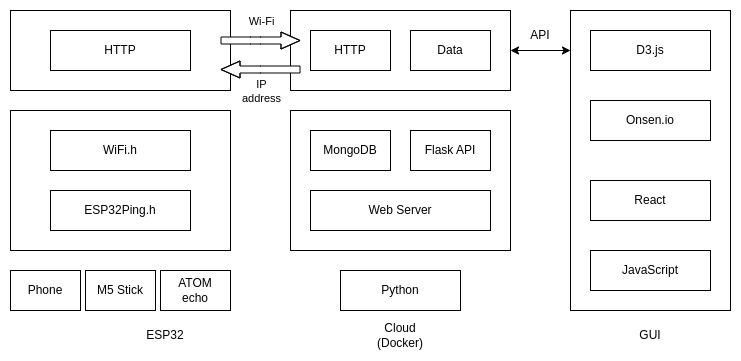 HTTP
Wi-Fi
IP
address
HTTP
Data
API
D3.js
Onsen.io
React
JavaScript
WiFi.h
ESP32Ping.h
MongoDB
Flask API
Web Server
Phone
M5 Stick
ATOM
echo
Python
ESP32
Cloud
(Docker)
GUI